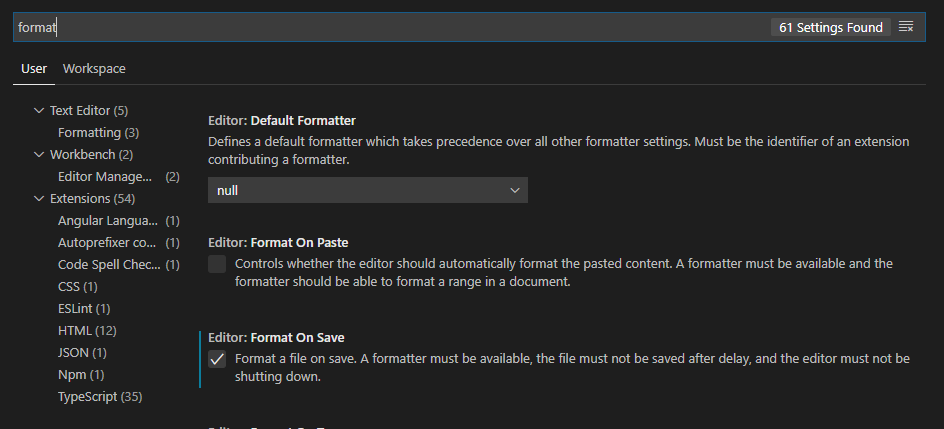 format
61 Settings Found
User
Workspace
Text Editor (5)
Formatting (3)
Workbench (2)
Editor Manage... (2)
Extensions (54)
Angular Langua... (1)
Autoprefixer co... (1)
Code Spell Chec... (1)
CSS (1)
ESLint (1)
HTML (12)
JSON (1)
Npm (1)
TypeScript (35)
Editor: Default Formatter
Defines a default formatter which takes precedence over all other formatter settings. Must be the identifier of an extension
contributing a formatter.
null
Editor: Format On Paste
Controls whether the editor should automatically format the pasted content. A formatter must be available and the
formatter should be able to format a range in a document.
Editor: Format On Save
Format a file on save. A formatter must be available, the file must not be saved after delay, and the editor must not be
shutting down.